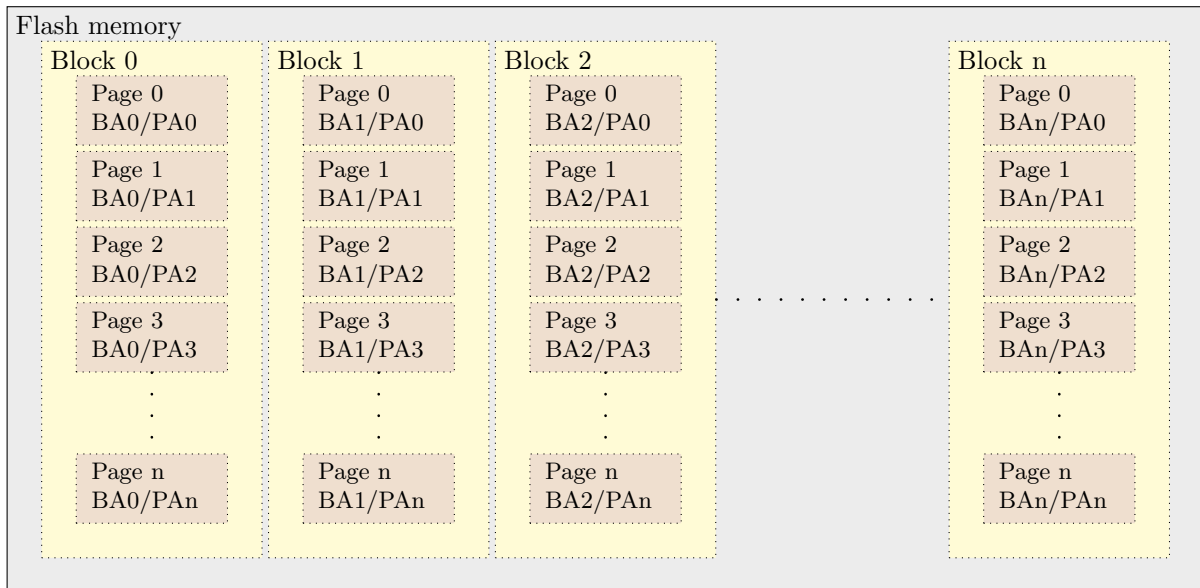 Flash memory
Block 0
Page 0
BA0/PA0
Page 1
BA0/PA1
Page 2
BA0/PA2
Page 3
BA0/PA3
Page n
BA0/PAn
Block 1
Page 0
BA1/PA0
Page 1
BA1/PA1
Page 2
BA1/PA2
Page 3
BA1/PA3
Page n
BA1/PAn
Block 2
Page 0
BA2/PA0
Page 1
BA2/PA1
Page 2
BA2/PA2
Page 3
BA2/PA3
Page n
BA2/PAn
Block n
Page 0
BAn/PA0
Page 1
BAn/PA1
Page 2
BAn/PA2
Page 3
BAn/PA3
Page n
BAn/PAn